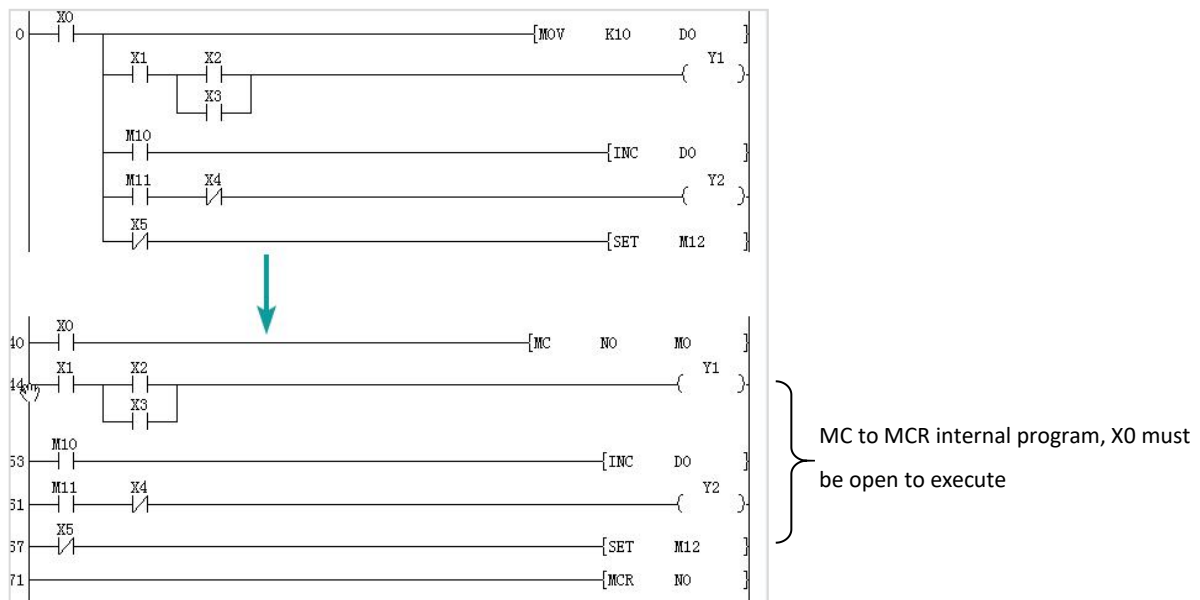 X0
0 [MOV K10 D0 ]
X1 X2 Y1
( )
X3
M10
[INC D0 ]
M11 X4 Y2
( )
X5
[SET M12 ]
X0
40 [MC N0 M0 ]
X1 X2 Y1
44 ( )
X3
M10
53 [INC D0 ]
M11 X4 Y2
61 ( )
X5
67 [SET M12 ]
71 [MCR N0 ]
MC to MCR internal program, X0 must
be open to execute